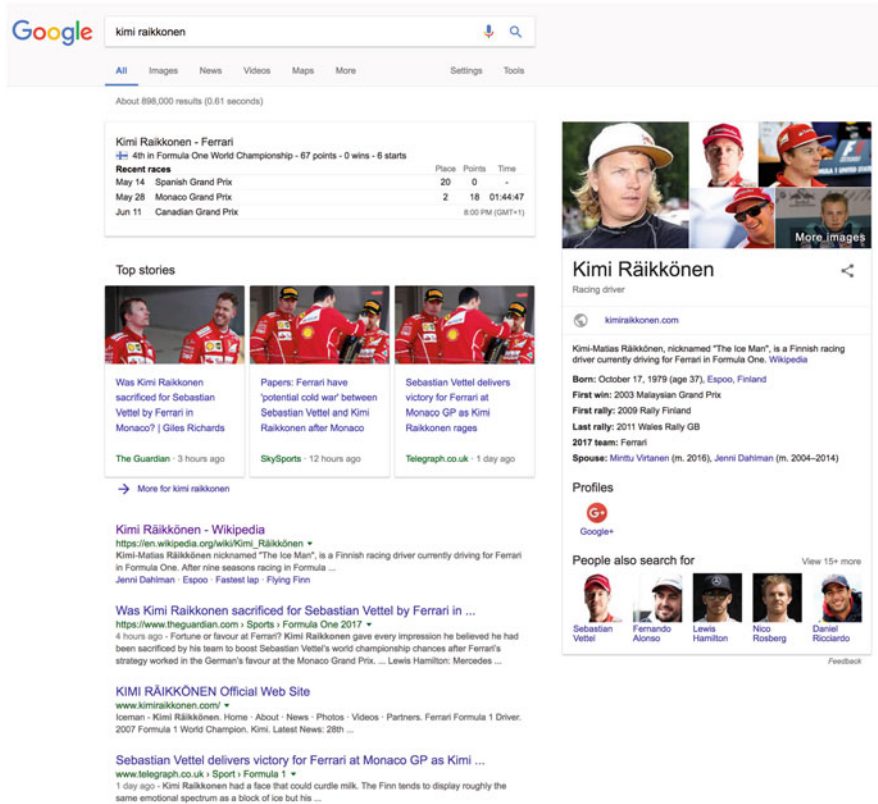 Google
kimi raikkonen
All Images News Videos Maps More Settings Tools
About 898,000 results (0.61 seconds)
Kimi Raikkonen - Ferrari
4th in Formula One World Championship - 67 points - 0 wins - 6 starts
Recent races Place Points Time
May 14 Spanish Grand Prix 20 0 -
May 28 Monaco Grand Prix 2 18 01:44:47
Jun 11 Canadian Grand Prix 8:00 PM (GMT+1)
Top stories
Was Kimi Raikkonen
sacrificed for Sebastian
Vettel by Ferrari in
Monaco? | Giles Richards
The Guardian · 3 hours ago
Papers: Ferrari have
'potential cold war' between
Sebastian Vettel and Kimi
Raikkonen after Monaco
SkySports · 12 hours ago
Sebastian Vettel delivers
victory for Ferrari at
Monaco GP as Kimi
Raikkonen rages
Telegraph.co.uk · 1 day ago
→ More for kimi raikkonen
Kimi Räikkönen - Wikipedia
https://en.wikipedia.org/wiki/Kimi_Räikkönen ▾
Kimi-Matias Räikkönen nicknamed "The Ice Man", is a Finnish racing driver currently driving for Ferrari
in Formula One. After nine seasons racing in Formula ...
Jenni Dahlman · Espoo · Fastest lap · Flying Finn
Was Kimi Raikkonen sacrificed for Sebastian Vettel by Ferrari in ...
https://www.theguardian.com › Sports › Formula One 2017 ▾
4 hours ago - Fortune or favour at Ferrari? Kimi Raikkonen gave every impression he believed he had
been sacrificed by his team to boost Sebastian Vettel's world championship chances after Ferrari's
strategy worked in the German's favour at the Monaco Grand Prix. ... Lewis Hamilton: Mercedes ...
KIMI RÄIKKÖNEN Official Web Site
www.kimiraikkonen.com/ ▾
Iceman - Kimi Räikkönen. Home · About · News · Photos · Videos · Partners. Ferrari Formula 1 Driver.
2007 Formula 1 World Champion. Kimi. Latest News: 28th ...
Sebastian Vettel delivers victory for Ferrari at Monaco GP as Kimi ...
www.telegraph.co.uk › Sport › Formula 1 ▾
1 day ago - Kimi Raikkonen had a face that could curdle milk. The Finn tends to display roughly the
same emotional spectrum as a block of ice but his ...
More images
Kimi Räikkönen
Racing driver
kimiraikkonen.com
Kimi-Matias Räikkönen, nicknamed "The Ice Man", is a Finnish racing
driver currently driving for Ferrari in Formula One. Wikipedia
Born: October 17, 1979 (age 37), Espoo, Finland
First win: 2003 Malaysian Grand Prix
First rally: 2009 Rally Finland
Last rally: 2011 Wales Rally GB
2017 team: Ferrari
Spouse: Minttu Virtanen (m. 2016), Jenni Dahlman (m. 2004–2014)
Profiles
G+
Google+
People also search for View 15+ more
Sebastian
Vettel
Fernando
Alonso
Lewis
Hamilton
Nico
Rosberg
Daniel
Ricciardo
Feedback